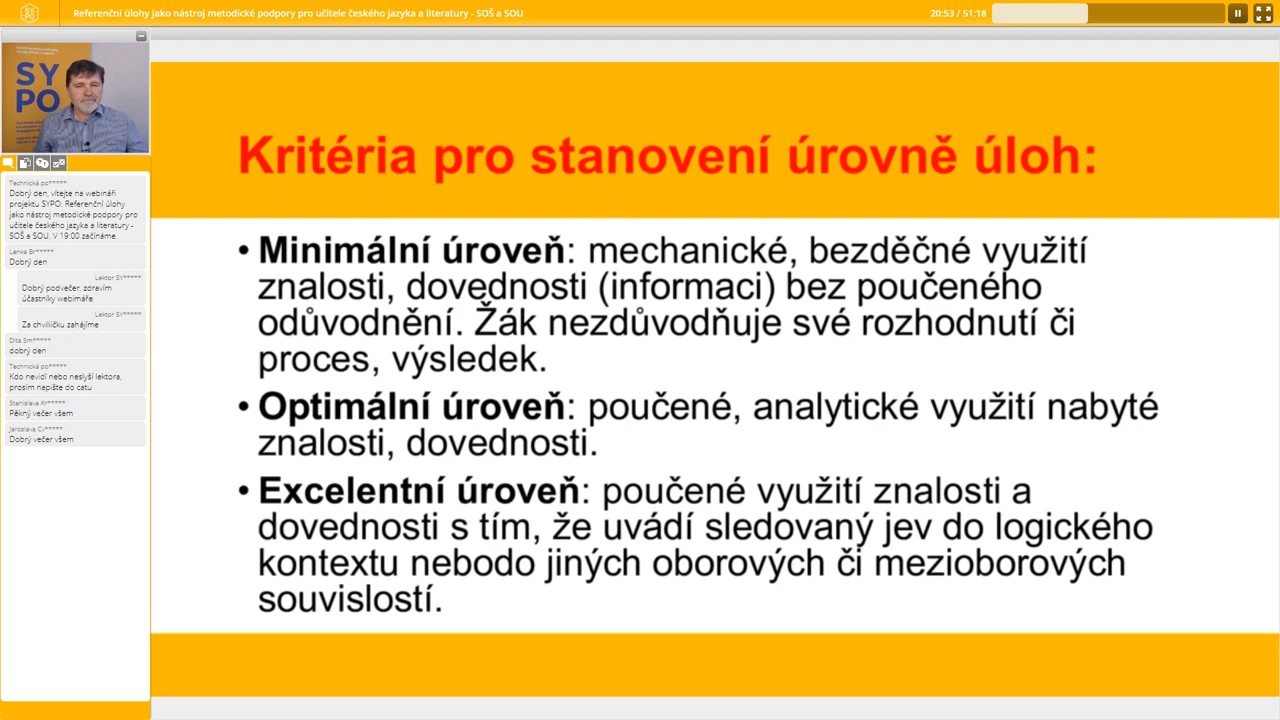 Referenční úlohy jako nástroj metodické podpory pro učitele českého jazyka a literatury - SOŠ a SOU
20:53 / 51:18
SY
PO
Technická po*****
Dobrý den, vítejte na webináři
projektu SYPO: Referenční úlohy
jako nástroj metodické podpory pro
učitele českého jazyka a literatury -
SOŠ a SOU. V 19:00 začínáme:
Lenka Br*****
Dobrý den
Lektor SY*****
Dobrý podvečer, zdravím
účastníky webimáře
Lektor SY*****
Za chviliičku zahájíme
Dita Sm*****
dobrý den
Technická po*****
Kdo nevidí nebo neslyší lektora,
prosím napište do catu
Stanislava Kr*****
Pěkný večer všem
Jaroslava Cv*****
Dobrý večer všem
Kritéria pro stanovení úrovně úloh:
• Minimální úroveň: mechanické, bezděčné využití
znalosti, dovednosti (informaci) bez poučeného
odůvodnění. Žák nezdůvodňuje své rozhodnutí či
proces, výsledek.
• Optimální úroveň: poučené, analytické využití nabyté
znalosti, dovednosti.
• Excelentní úroveň: poučené využití znalosti a
dovednosti s tím, že uvádí sledovaný jev do logického
kontextu nebodo jiných oborových či mezioborových
souvislostí.